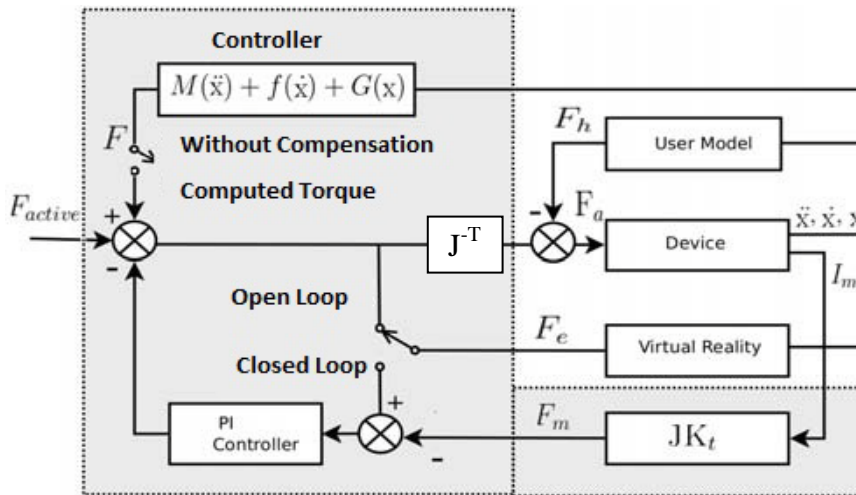 Controller
M(ẍ) + f(ẋ) + G(x)
F
Without Compensation
Computed Torque
F_h
User Model
F_active
+
-
-
F_a
J^-T
Device
ẍ, ẋ, x
I_m
Open Loop
F_e
Virtual Reality
Closed Loop
+
PI
Controller
-
F_m
JK_t